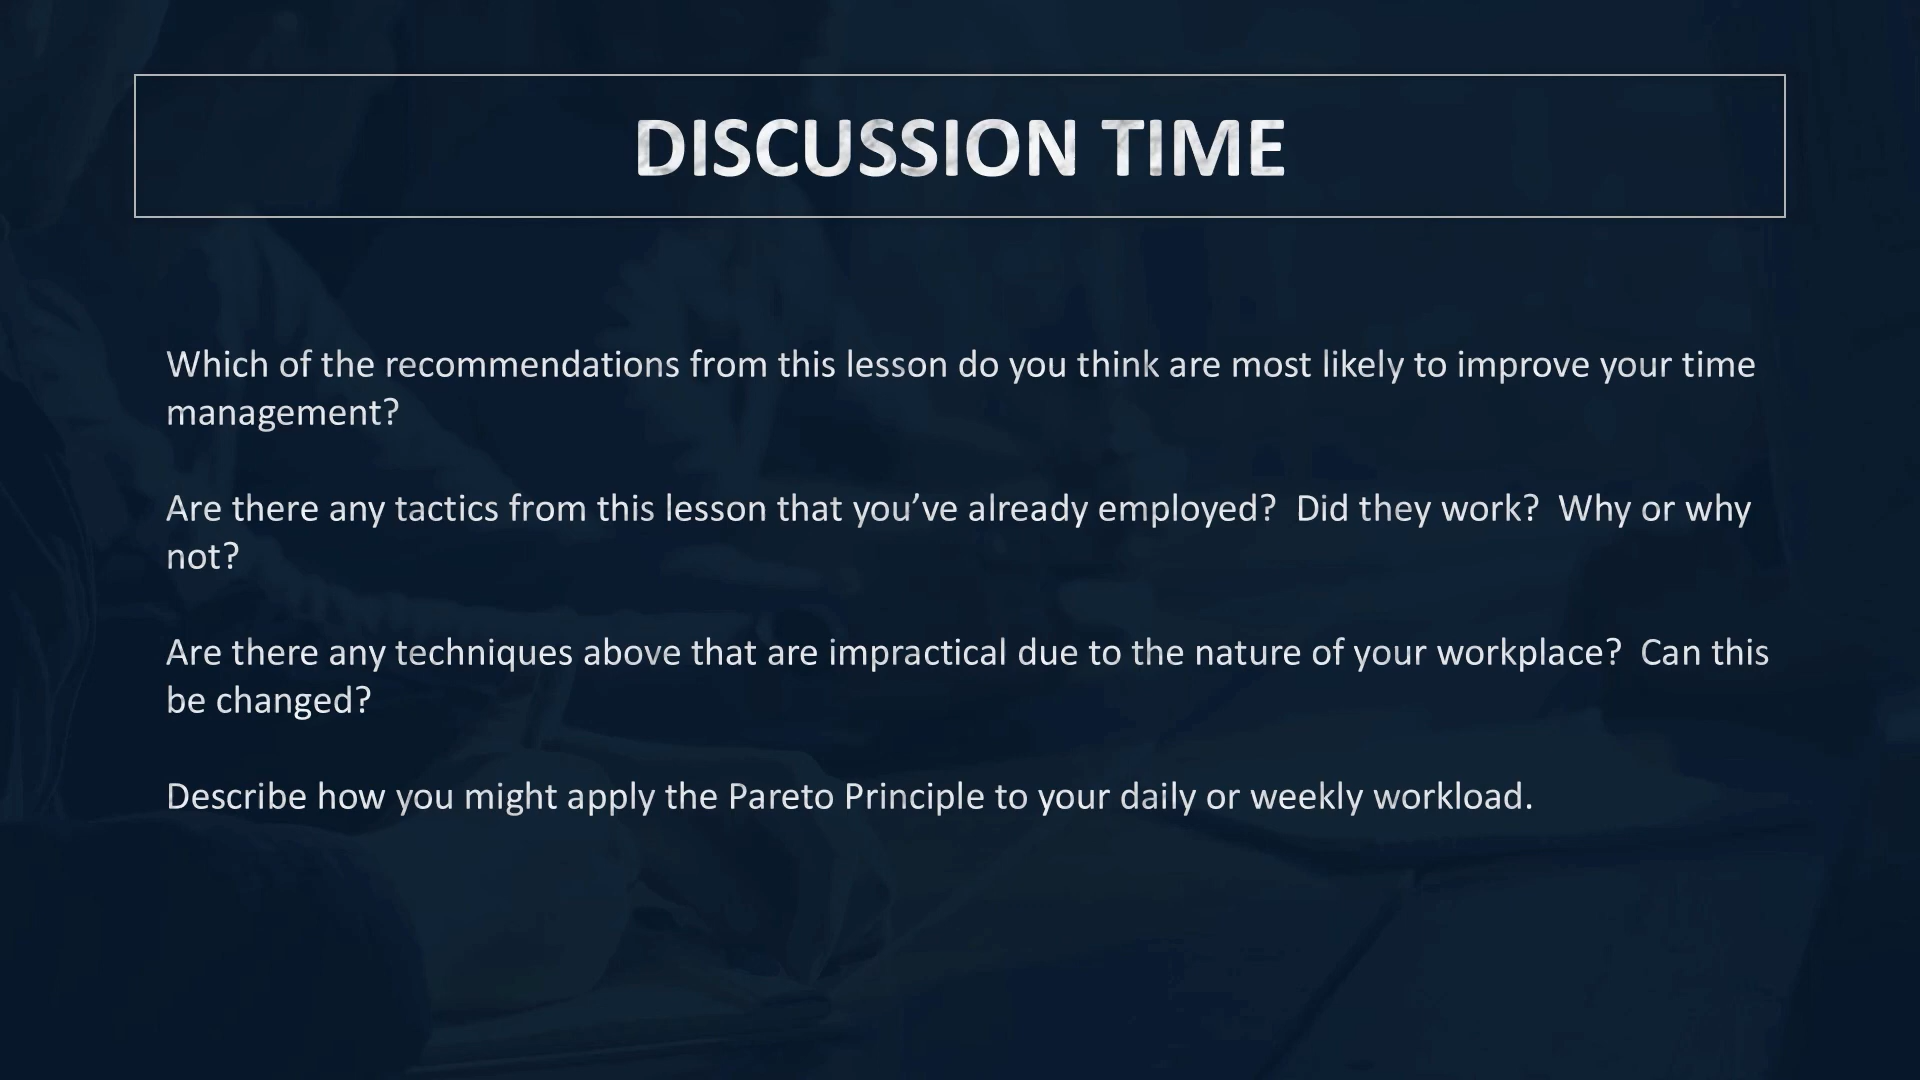 DISCUSSION TIME
Which of the recommendations from this lesson do you think are most likely to improve your time
management?
Are there any tactics from this lesson that you’ve already employed?  Did they work?  Why or why
not?
Are there any techniques above that are impractical due to the nature of your workplace?  Can this
be changed?
Describe how you might apply the Pareto Principle to your daily or weekly workload.